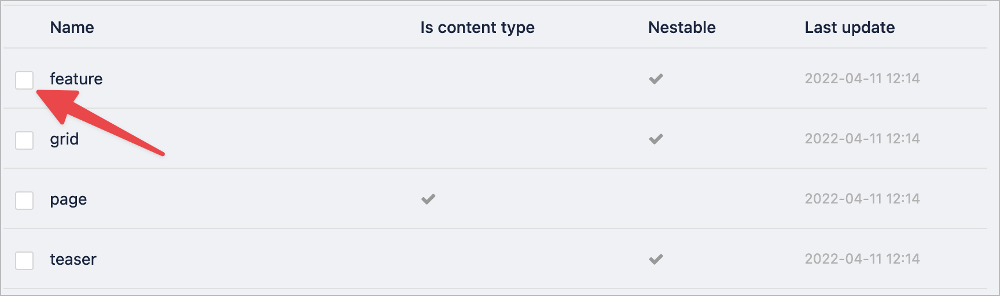 Name Is content type Nestable Last update
feature 2022-04-11 12:14
grid 2022-04-11 12:14
page 2022-04-11 12:14
teaser 2022-04-11 12:14